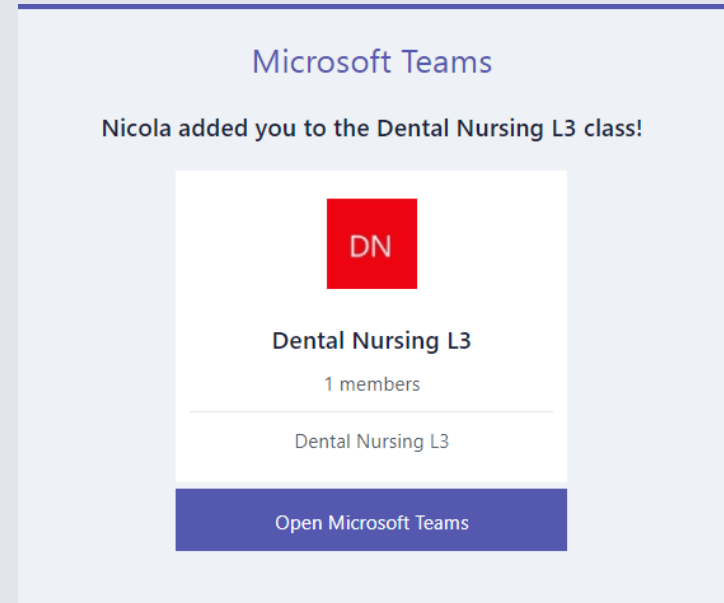 Microsoft Teams
Nicola added you to the Dental Nursing L3 class!
DN
Dental Nursing L3
1 members
Dental Nursing L3
Open Microsoft Teams